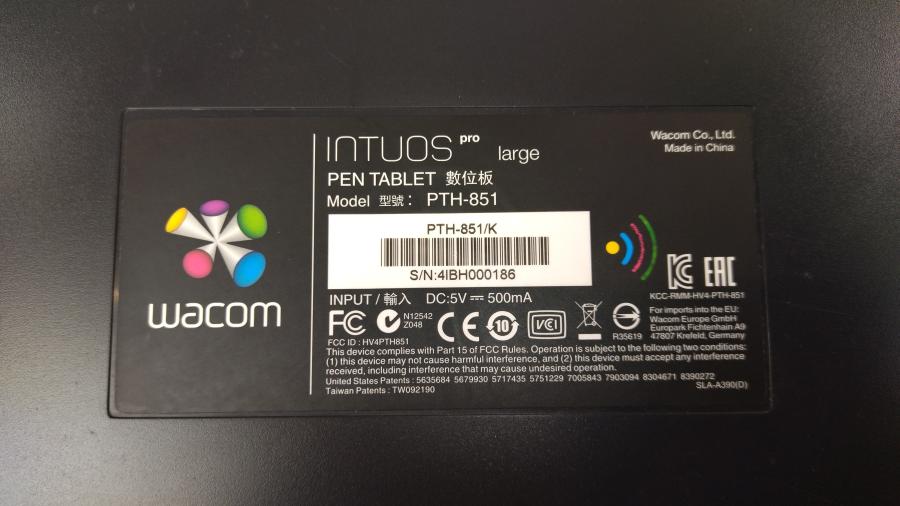 wacom
INTUOS pro large
PEN TABLET 數位板
Model 型號： PTH-851
PTH-851/K
S/N:4IBH000186
INPUT / 輸入 DC:5V⎓500mA
FC
N12542
Z048
CE
10
VCI
R35619
FCC ID : HV4PTH851
This device complies with Part 15 of FCC Rules. Operation is subject to the following two conditions:
(1) this device may not cause harmful interference, and (2) this device must accept any interference
received, including interference that may cause undesired operation.
United States Patents : 5635684 5679930 5717435 5751229 7005843 7903094 8304671 8390272
Taiwan Patents : TW092190
Wacom Co., Ltd.
Made in China
EAC
KCC-RMM-HV4-PTH-851
For imports into the EU:
Wacom Europe GmbH
Europark Fichtenhain A9
47807 Krefeld, Germany
SLA-A390(D)